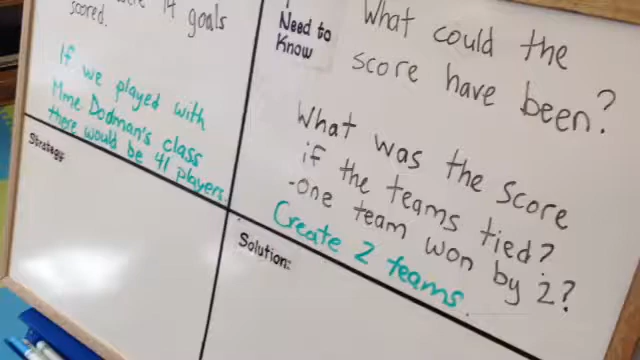 14 goals
scored.
If we played with
Mme Dodman's class
there would be 41 players.
Need to
Know
What could the
score have been?
What was the score
if the teams tied?
-one team won by 2?
Create 2 teams.
Strategy
Solution: